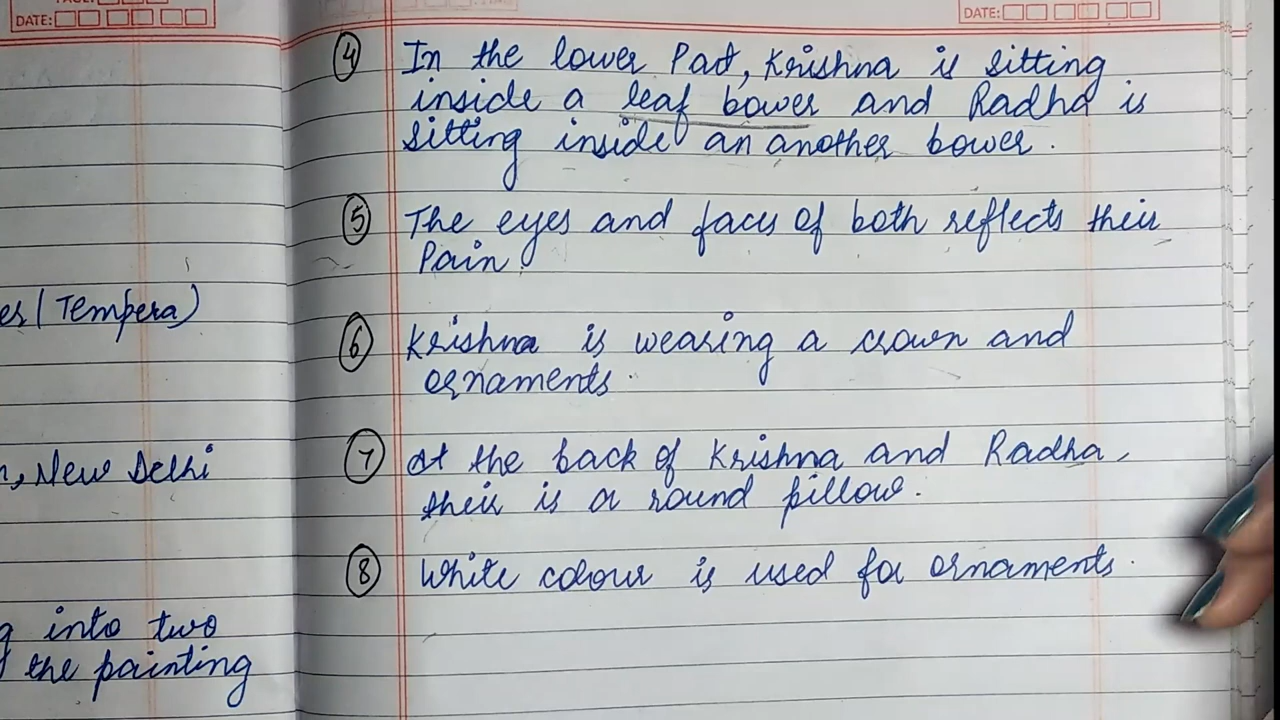 DATE:
DATE:
④ In the lower Part, Krishna is sitting
inside a leaf bower and Radha is
sitting inside an another bower.
⑤ The eyes and faces of both reflects their
Pain.
⑥ Krishna is wearing a crown and
ornaments.
⑦ At the back of Krishna and Radha,
their is a round pillow.
⑧ White colour is used for ornaments.
(Tempera)
, New Delhi
into two
the painting